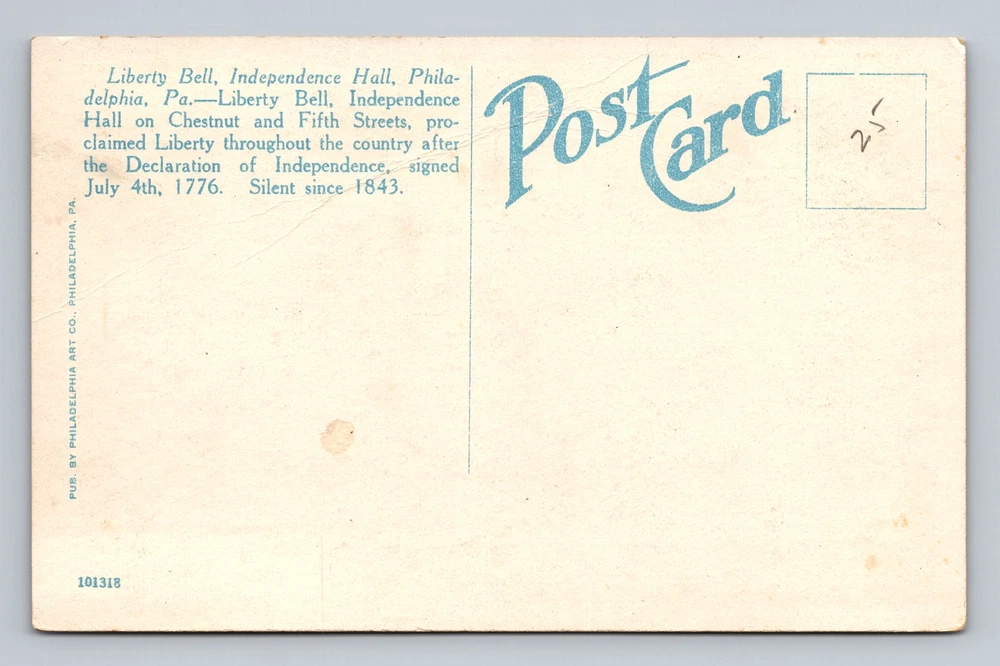 Liberty Bell, Independence Hall, Phila-
delphia, Pa.—Liberty Bell, Independence
Hall on Chestnut and Fifth Streets, pro-
claimed Liberty throughout the country after
the Declaration of Independence, signed
July 4th, 1776. Silent since 1843.
Post Card
25
PUB. BY PHILADELPHIA ART CO., PHILADELPHIA, PA.
101318